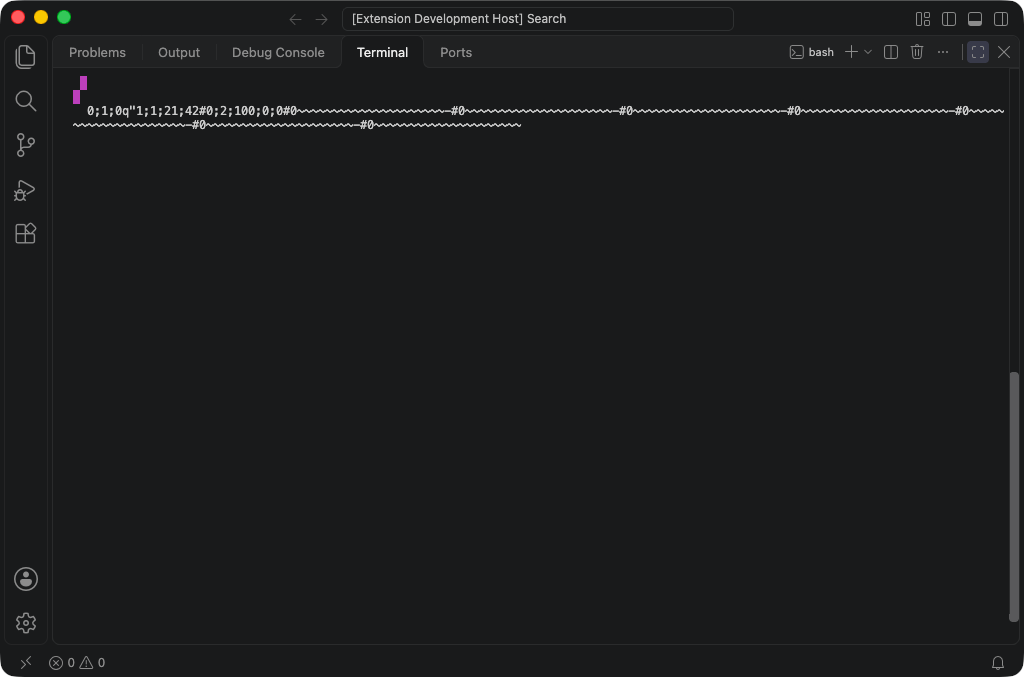 Problems Output Debug Console Terminal Ports
[Extension Development Host] Search
bash
0;1;0q"1;1;21;42#0;2;100;0;0#0~~~~~~~~~~~~~~~~~~~~~-#0~~~~~~~~~~~~~~~~~~~~~-#0~~~~~~~~~~~~~~~~~~~~~-#0~~~~~~~~~~~~~~~~~~~~~-#0~~~~~
~~~~~~~~~~~~~~~~-#0~~~~~~~~~~~~~~~~~~~~~-#0~~~~~~~~~~~~~~~~~~~~~
0 0